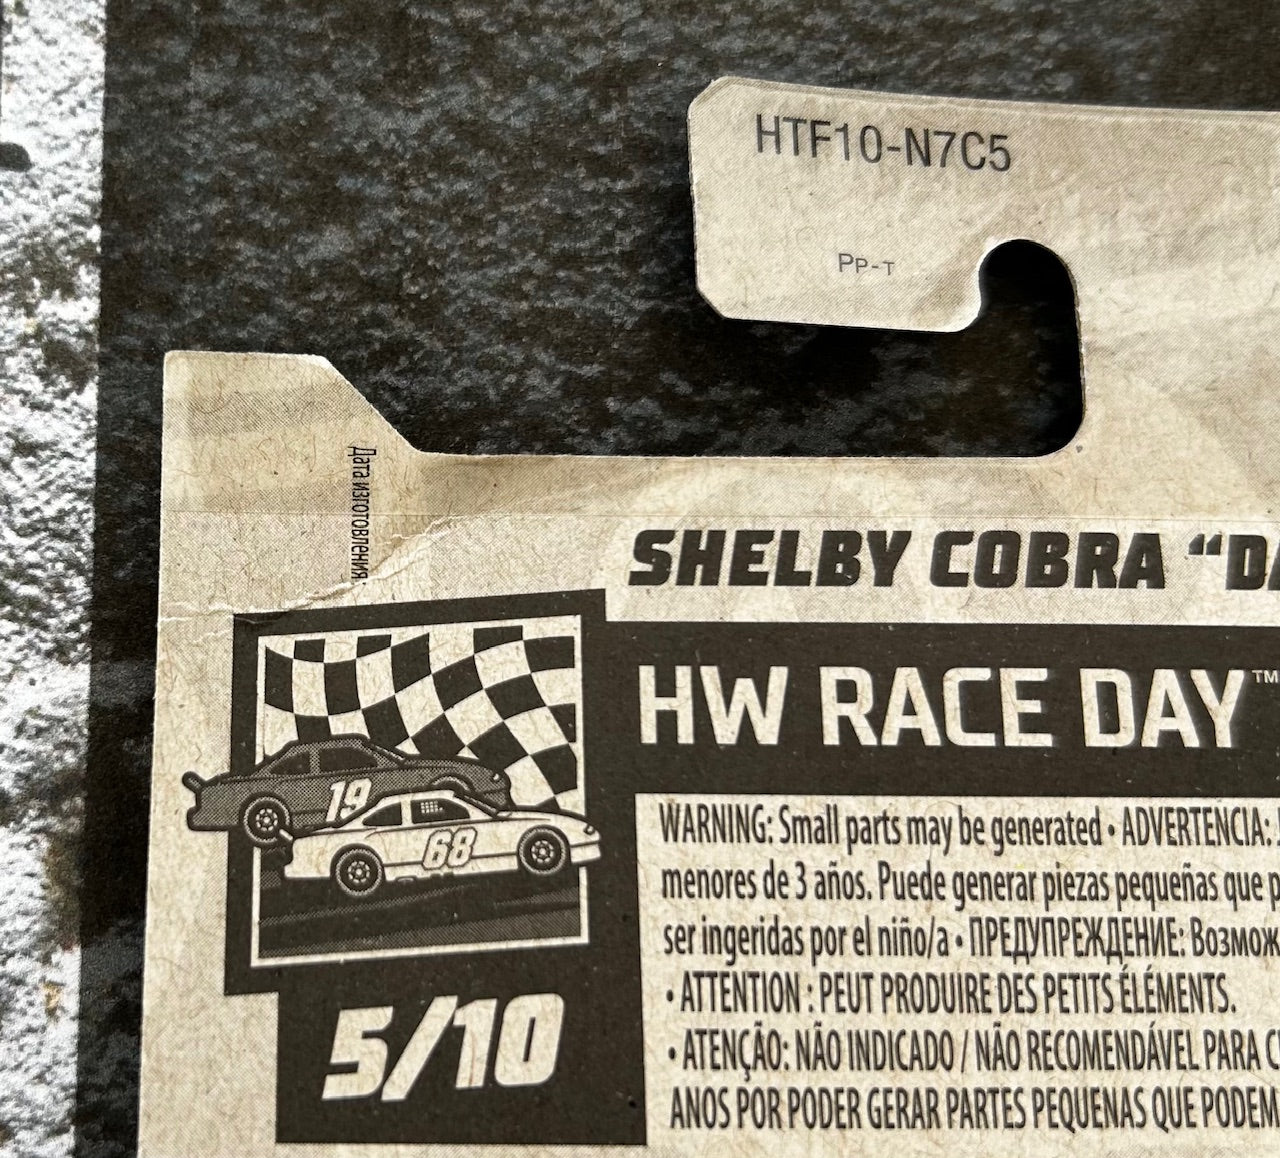 HTF10-N7C5
Pp-T
Дата изготовления:
SHELBY COBRA “DA
HW RACE DAY™
19
68
5/10
WARNING: Small parts may be generated • ADVERTENCIA:
menores de 3 años. Puede generar piezas pequeñas que p
ser ingeridas por el niño/a • ПРЕДУПРЕЖДЕНИЕ: Возмож
• ATTENTION : PEUT PRODUIRE DES PETITS ÉLÉMENTS.
• ATENÇÃO: NÃO INDICADO / NÃO RECOMENDÁVEL PARA C
ANOS POR PODER GERAR PARTES PEQUENAS QUE PODEM